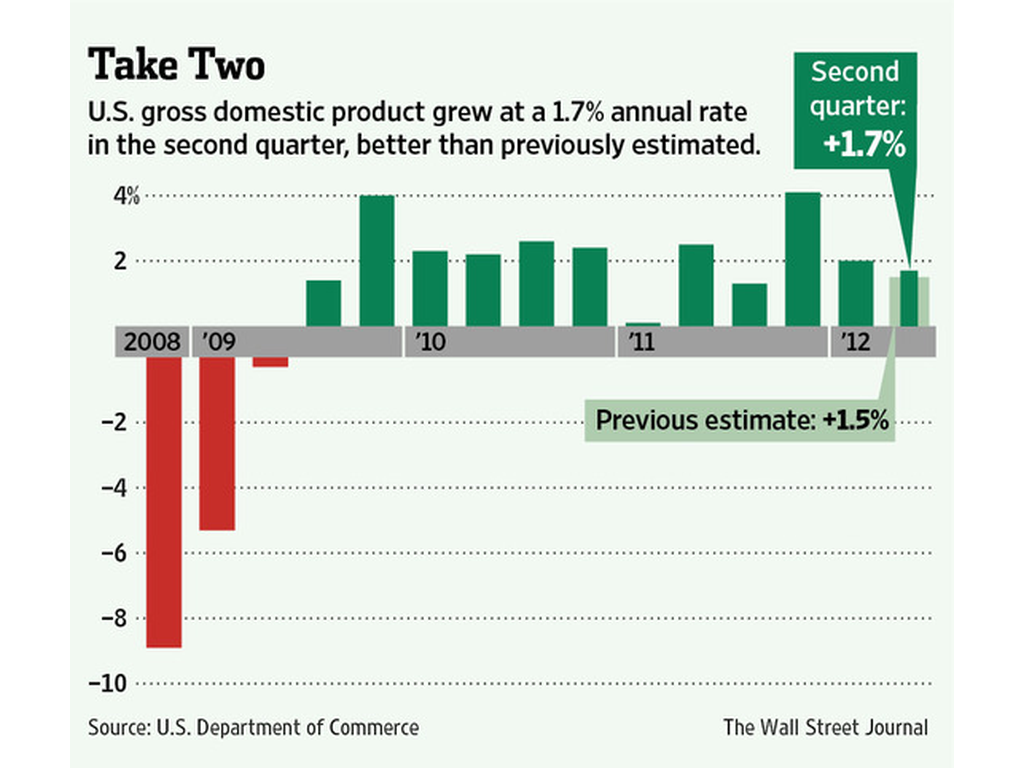 Take Two
U.S. gross domestic product grew at a 1.7% annual rate
in the second quarter, better than previously estimated.
Second
quarter:
+1.7%
4%
2
2008 ’09 ’10 ’11 ’12
−2
Previous estimate: +1.5%
−4
−6
−8
−10
Source: U.S. Department of Commerce
The Wall Street Journal